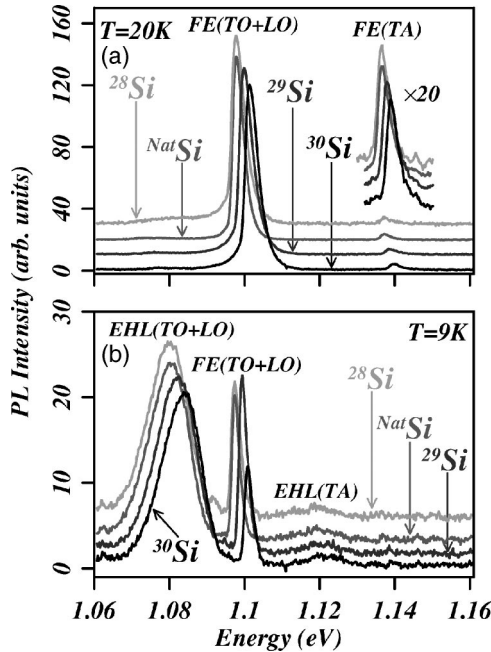 160
T=20K
FE(TO+LO)
FE(TA)
(a)
120
²⁸Si
²⁹Si
×20
ᴺᵃᵗSi
³⁰Si
80
40
0
PL Intensity (arb. units)
30
EHL(TO+LO)
T=9K
(b)
FE(TO+LO)
²⁸Si
20
ᴺᵃᵗSi
²⁹Si
10
EHL(TA)
³⁰Si
0
1.06 1.08 1.1 1.12 1.14 1.16
Energy (eV)